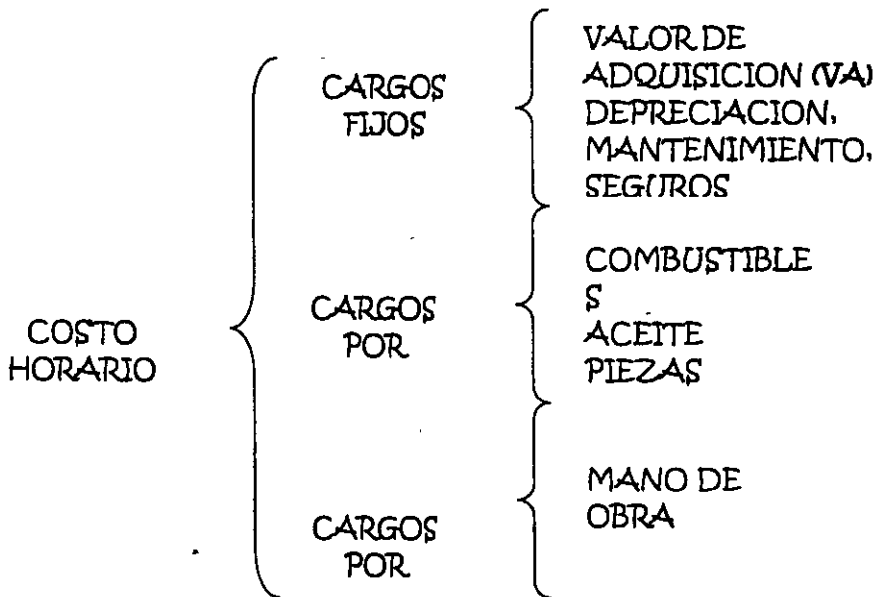 COSTO
HORARIO
CARGOS
FIJOS
VALOR DE
ADQUISICION (VA)
DEPRECIACION,
MANTENIMIENTO,
SEGUROS
CARGOS
POR
COMBUSTIBLE
S
ACEITE
PIEZAS
CARGOS
POR
MANO DE
OBRA